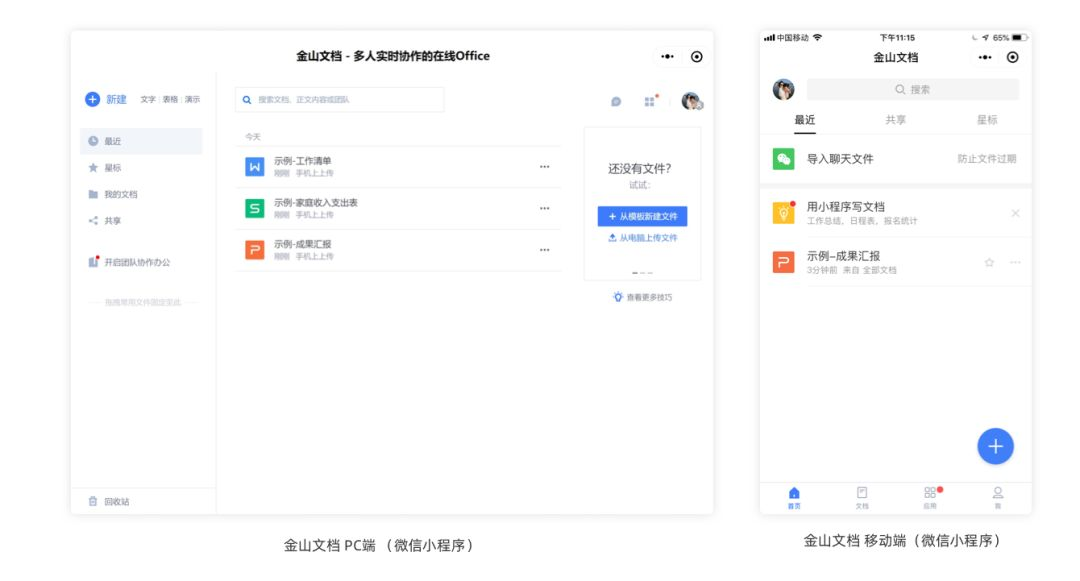 金山文档 - 多人实时协作的在线Office
新建 文字 表格 演示
搜索文档、正文内容或团队
最近
星标
我的文档
共享
开启团队协作办公
拖拽常用文件固定至此
回收站
今天
示例-工作清单
刚刚 手机上上传
示例-家庭收入支出表
刚刚 手机上上传
示例-成果汇报
刚刚 手机上上传
还没有文件?
试试:
+ 从模板新建文件
从电脑上传文件
查看更多技巧
金山文档 PC端 （微信小程序）
中国移动 下午11:15 65%
金山文档
搜索
最近 共享 星标
导入聊天文件 防止文件过期
用小程序写文档
工作总结、日程表、报名统计
示例-成果汇报
3分钟前 来自 全部文档
首页 文档 应用 我
金山文档 移动端（微信小程序）